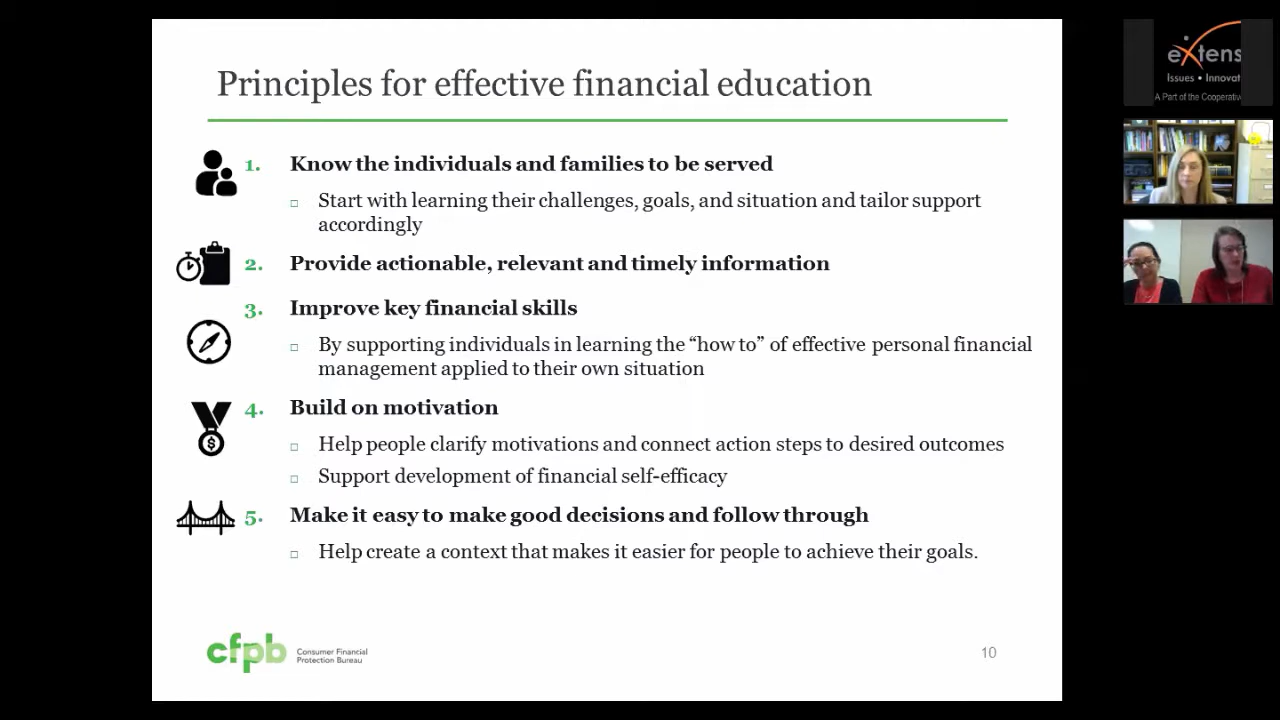 Principles for effective financial education
1. Know the individuals and families to be served
Start with learning their challenges, goals, and situation and tailor support
accordingly
2. Provide actionable, relevant and timely information
3. Improve key financial skills
By supporting individuals in learning the “how to” of effective personal financial
management applied to their own situation
4. Build on motivation
Help people clarify motivations and connect action steps to desired outcomes
Support development of financial self-efficacy
$
5. Make it easy to make good decisions and follow through
Help create a context that makes it easier for people to achieve their goals.
cfpb Consumer Financial
Protection Bureau
10
eXtens
Issues • Innovat
A Part of the Cooperativ